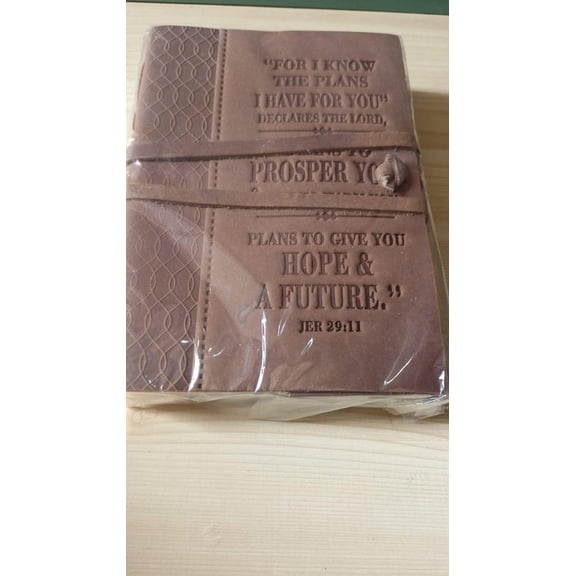 "FOR I KNOW
THE PLANS
I HAVE FOR YOU"
DECLARES THE LORD,
TO
PROSPER
PLANS TO GIVE YOU
HOPE &
A FUTURE."
JER 29:11